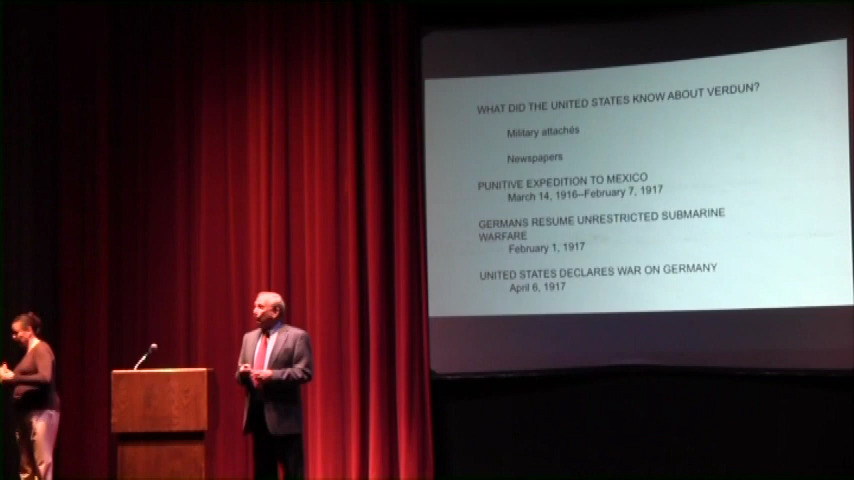 WHAT DID THE UNITED STATES KNOW ABOUT VERDUN?
Military attachés
Newspapers
PUNITIVE EXPEDITION TO MEXICO
March 14, 1916–February 7, 1917
GERMANS RESUME UNRESTRICTED SUBMARINE
WARFARE
February 1, 1917
UNITED STATES DECLARES WAR ON GERMANY
April 6, 1917